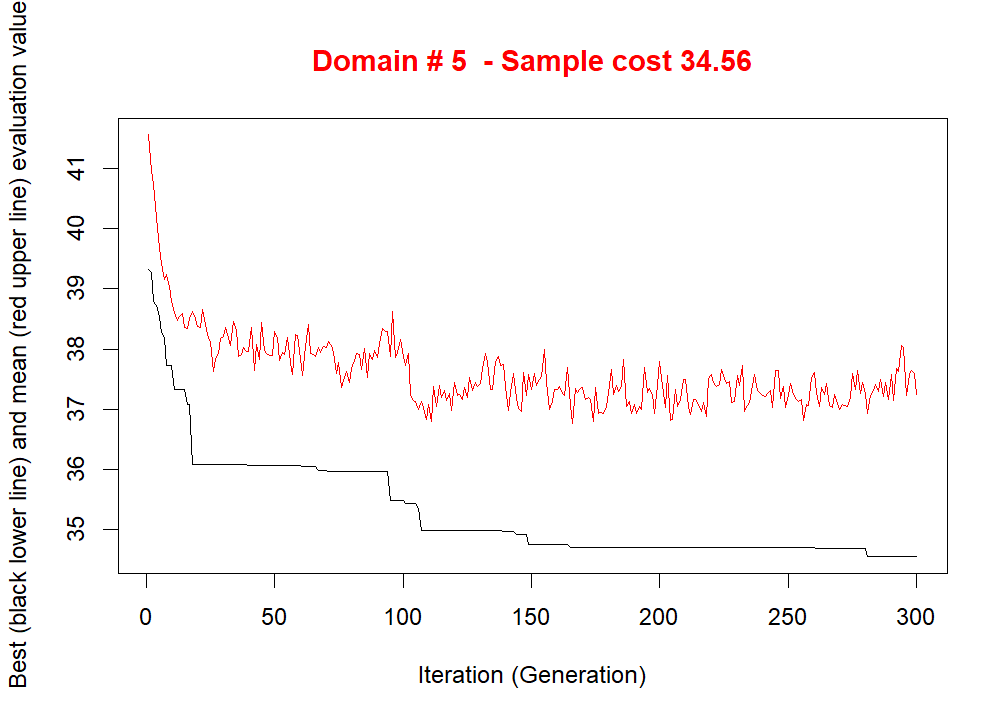 Domain # 5  - Sample cost 34.56
Best (black lower line) and mean (red upper line) evaluation value
41
40
39
38
37
36
35
0 50 100 150 200 250 300
Iteration (Generation)